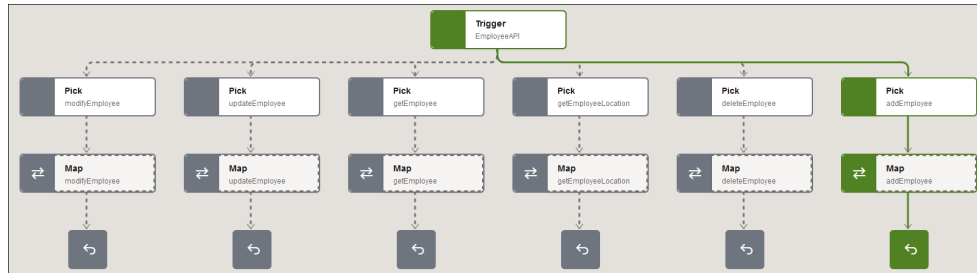 Trigger
EmployeeAPI
Pick
modifyEmployee
Pick
updateEmployee
Pick
getEmployee
Pick
getEmployeeLocation
Pick
deleteEmployee
Pick
addEmployee
Map
modifyEmployee
Map
updateEmployee
Map
getEmployee
Map
getEmployeeLocation
Map
deleteEmployee
Map
addEmployee